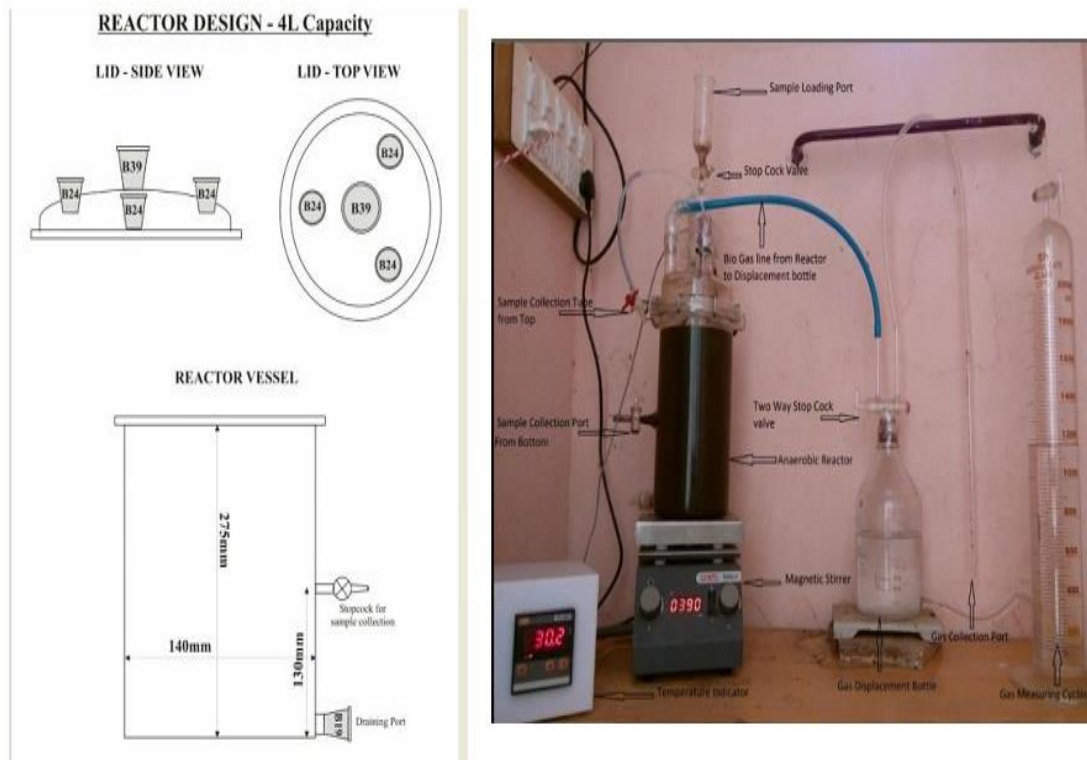 REACTOR DESIGN - 4L Capacity
LID - SIDE VIEW
LID - TOP VIEW
B39
B24
B24
B24
B24
B24
B39
B24
REACTOR VESSEL
275mm
Stopcock for
sample collection
140mm
130mm
B19
Draining Port
Sample Loading Port
Stop Cock Valve
Bio Gas line from Reactor
to Displacement bottle
Sample Collection Tube
from Top
Two Way Stop Cock
valve
Sample Collection Port
From Bottom
Anaerobic Reactor
Magnetic Stirrer
0390
30.2
Gas Collection Port
Gas Displacement Bottle
Temperature Indicator
Gas Measuring Cyclin